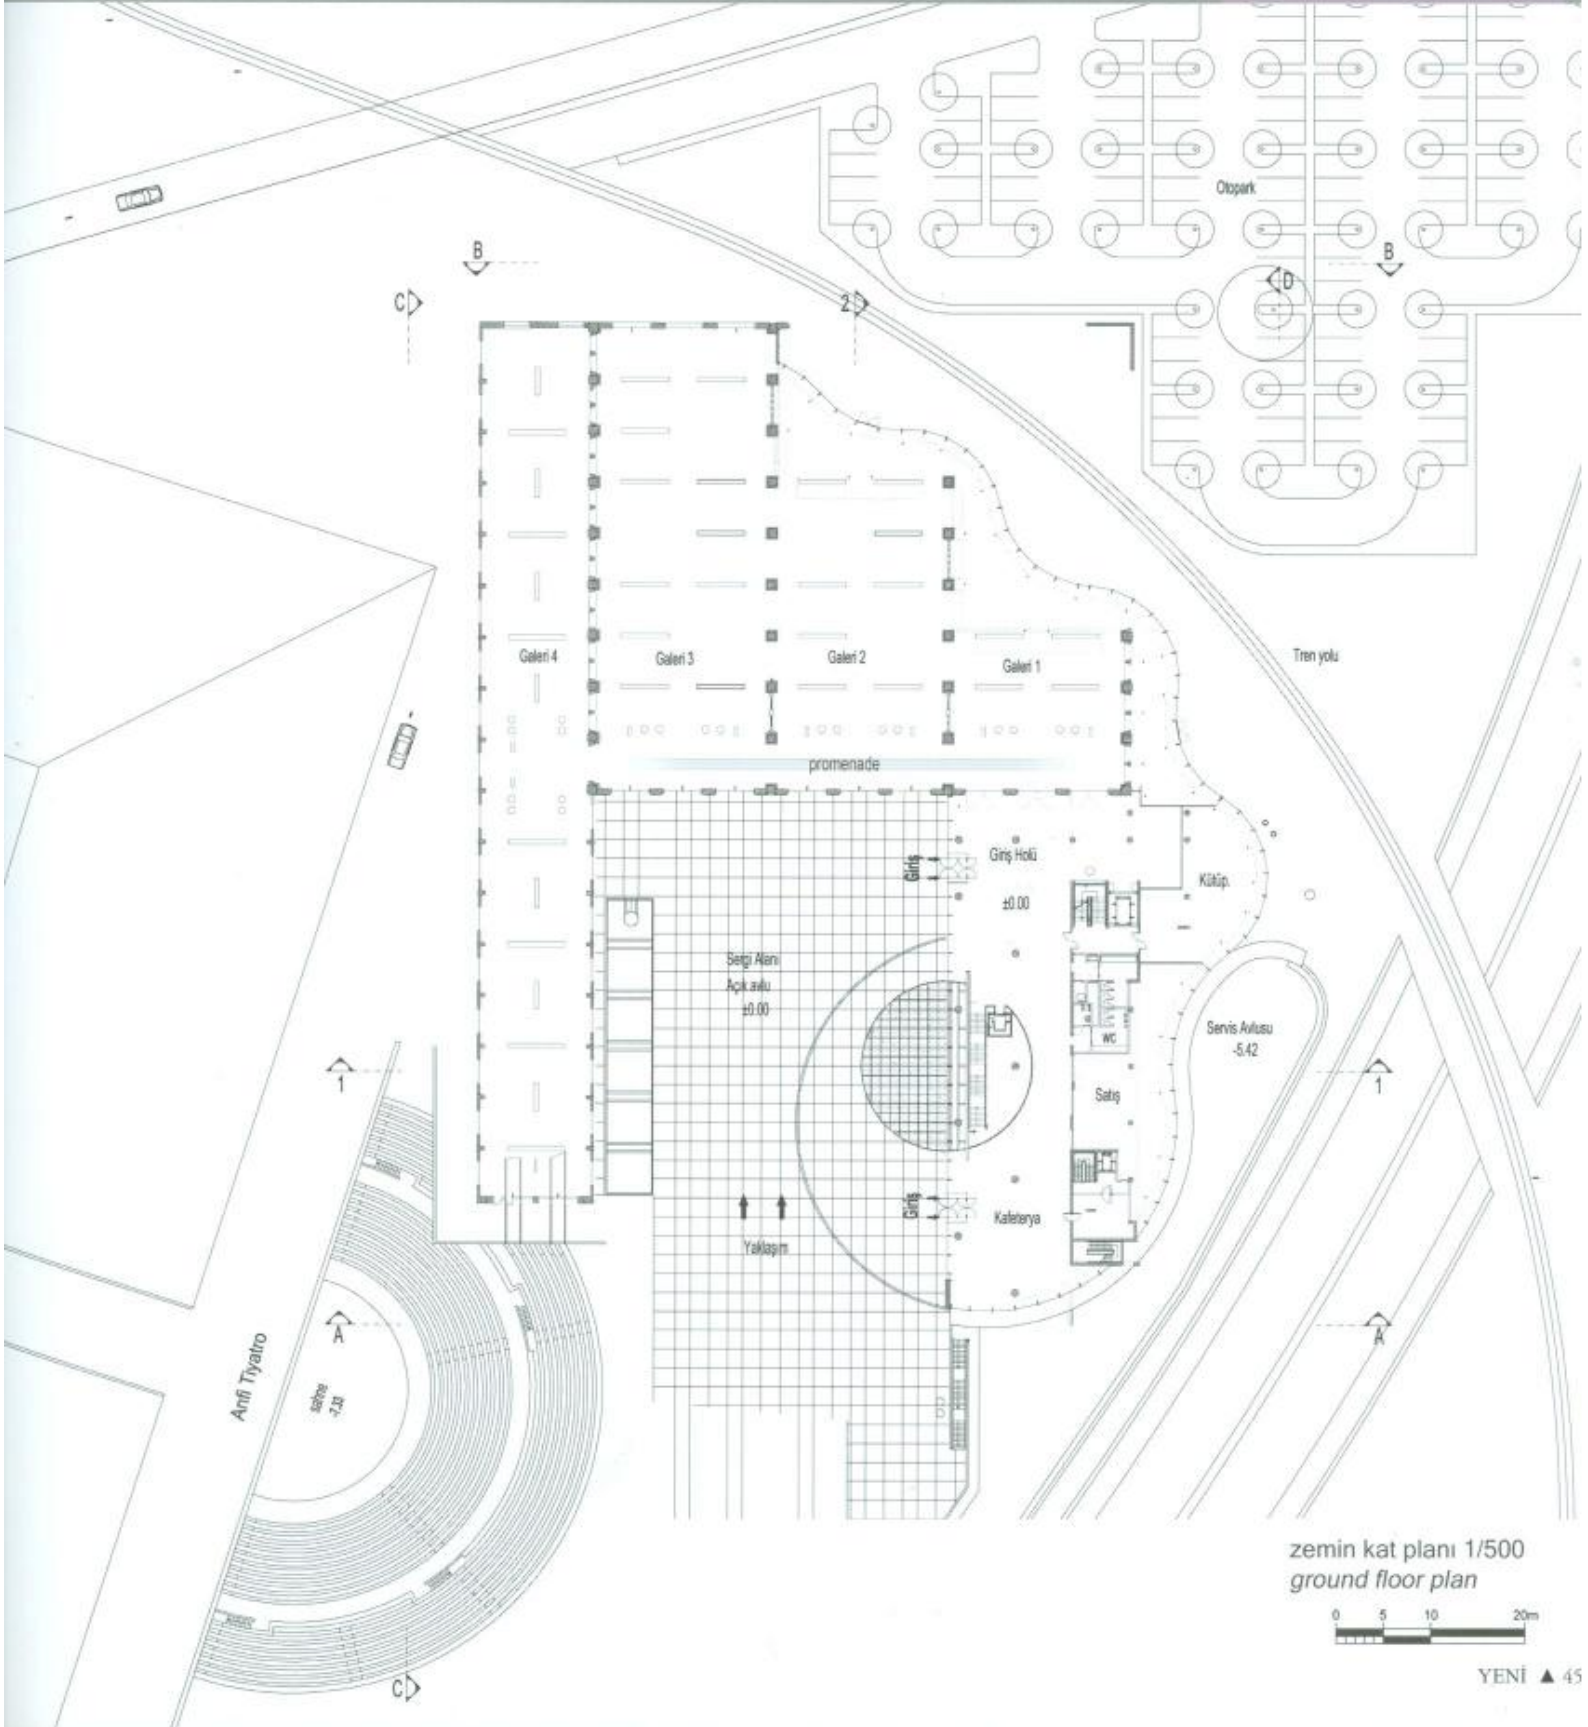 Otopark
B
B
C
2
D
Galeri 4
Galeri 3
Galeri 2
Galeri 1
Tren yolu
promenade
Giriş
Giriş Holü
±0.00
Kütüp.
Sergi Alanı
Açık avlu
±0.00
Servis Avlusu
-5.42
WC
1
1
Satış
Giriş
Kafeterya
Yaklaşım
A
A
Anfi Tiyatro
sahne
-7.33
C
zemin kat planı 1/500
ground floor plan
0 5 10 20m
YENİ ▲ 45